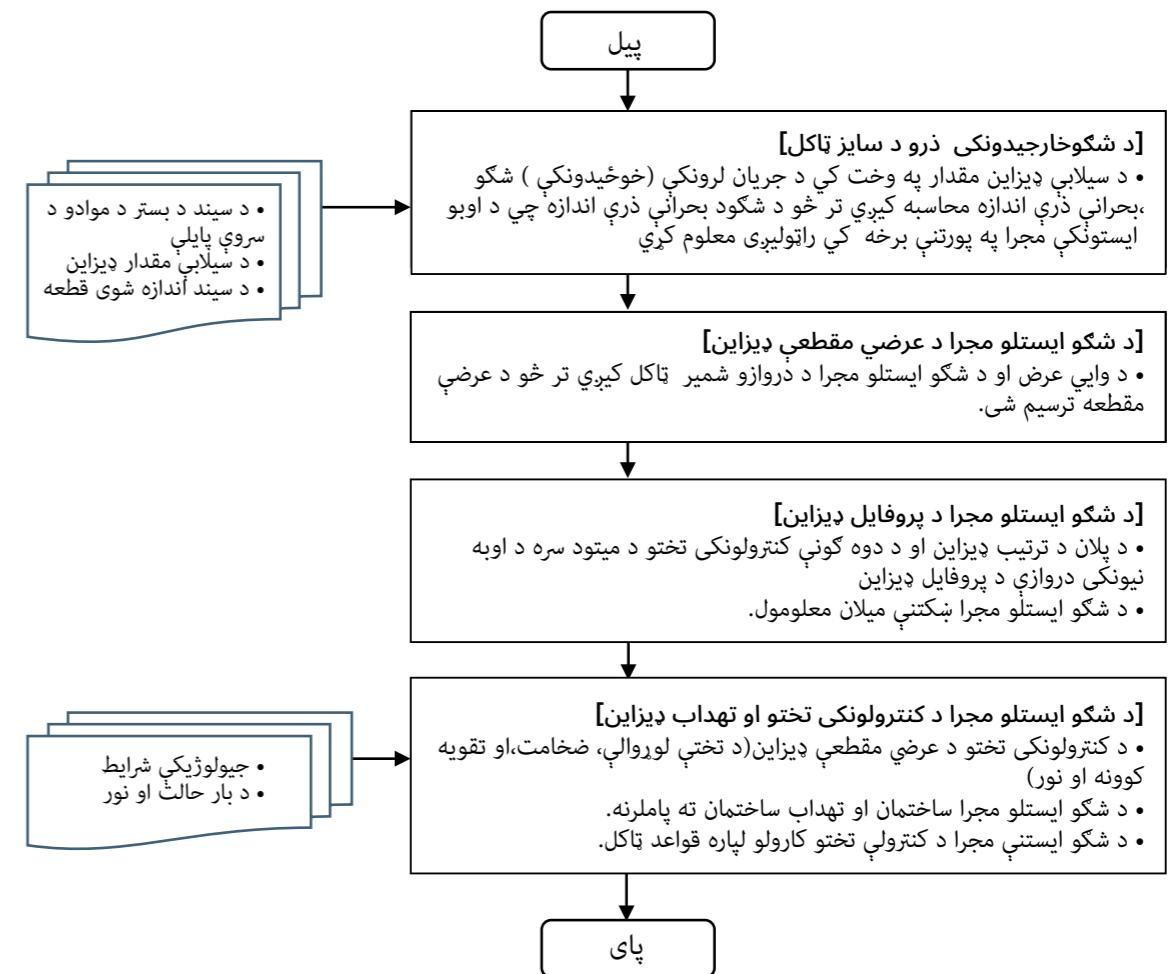 پیل
[د شګوخارجیدونکی ذرو د سایز ټاکل]
• د سیلابې ډیزاین مقدار په وخت کې د جریان لرونکې (خوځیدونکې ) شګو
،بحرانې ذرې اندازه محاسبه کیږي تر څو د شګود بحرانې ذرې اندازه چې د اوبو
ایستونکې مجرا په پورتنې برخه کې راټولیږی معلوم کړي
• د سیند د بستر د موادو د
سروې پایلې
• د سیلابې مقدار ډیزاین
• د سیند اندازه شوی قطعه
[د شګو ایستلو مجرا د عرضي مقطعې ډیزاین]
• د وایې عرض او د شګو ایستلو مجرا د دروازو شمیر ټاکل کیږي تر څو د عرضې
مقطعه ترسیم شی.
[د شګو ایستلو مجرا د پروفایل ډیزاین]
• د پلان د ترتیب ډیزاین او د دوه ګونې کنترولونکی تختو د میتود سره د اوبه
نیونکی دروازې د پروفایل ډیزاین
• د شګو ایستلو مجرا ښکتنې میلان معلومول.
[د شګو ایستلو مجرا د کنترولونکی تختو او تهداب ډیزاین]
• د کنترولونکی تختو د عرضي مقطعې ډیزاین(د تختې لوړوالې، ضخامت،او تقویه
کوونه او نور)
• د شګو ایستلو مجرا ساختمان او تهداب ساختمان ته پاملرنه.
• د شګو ایستنې مجرا د کنترولې تختو کارولو لپاره قواعد ټاکل.
• جیولوژیکې شرایط
• د بار حالت او نور
پای